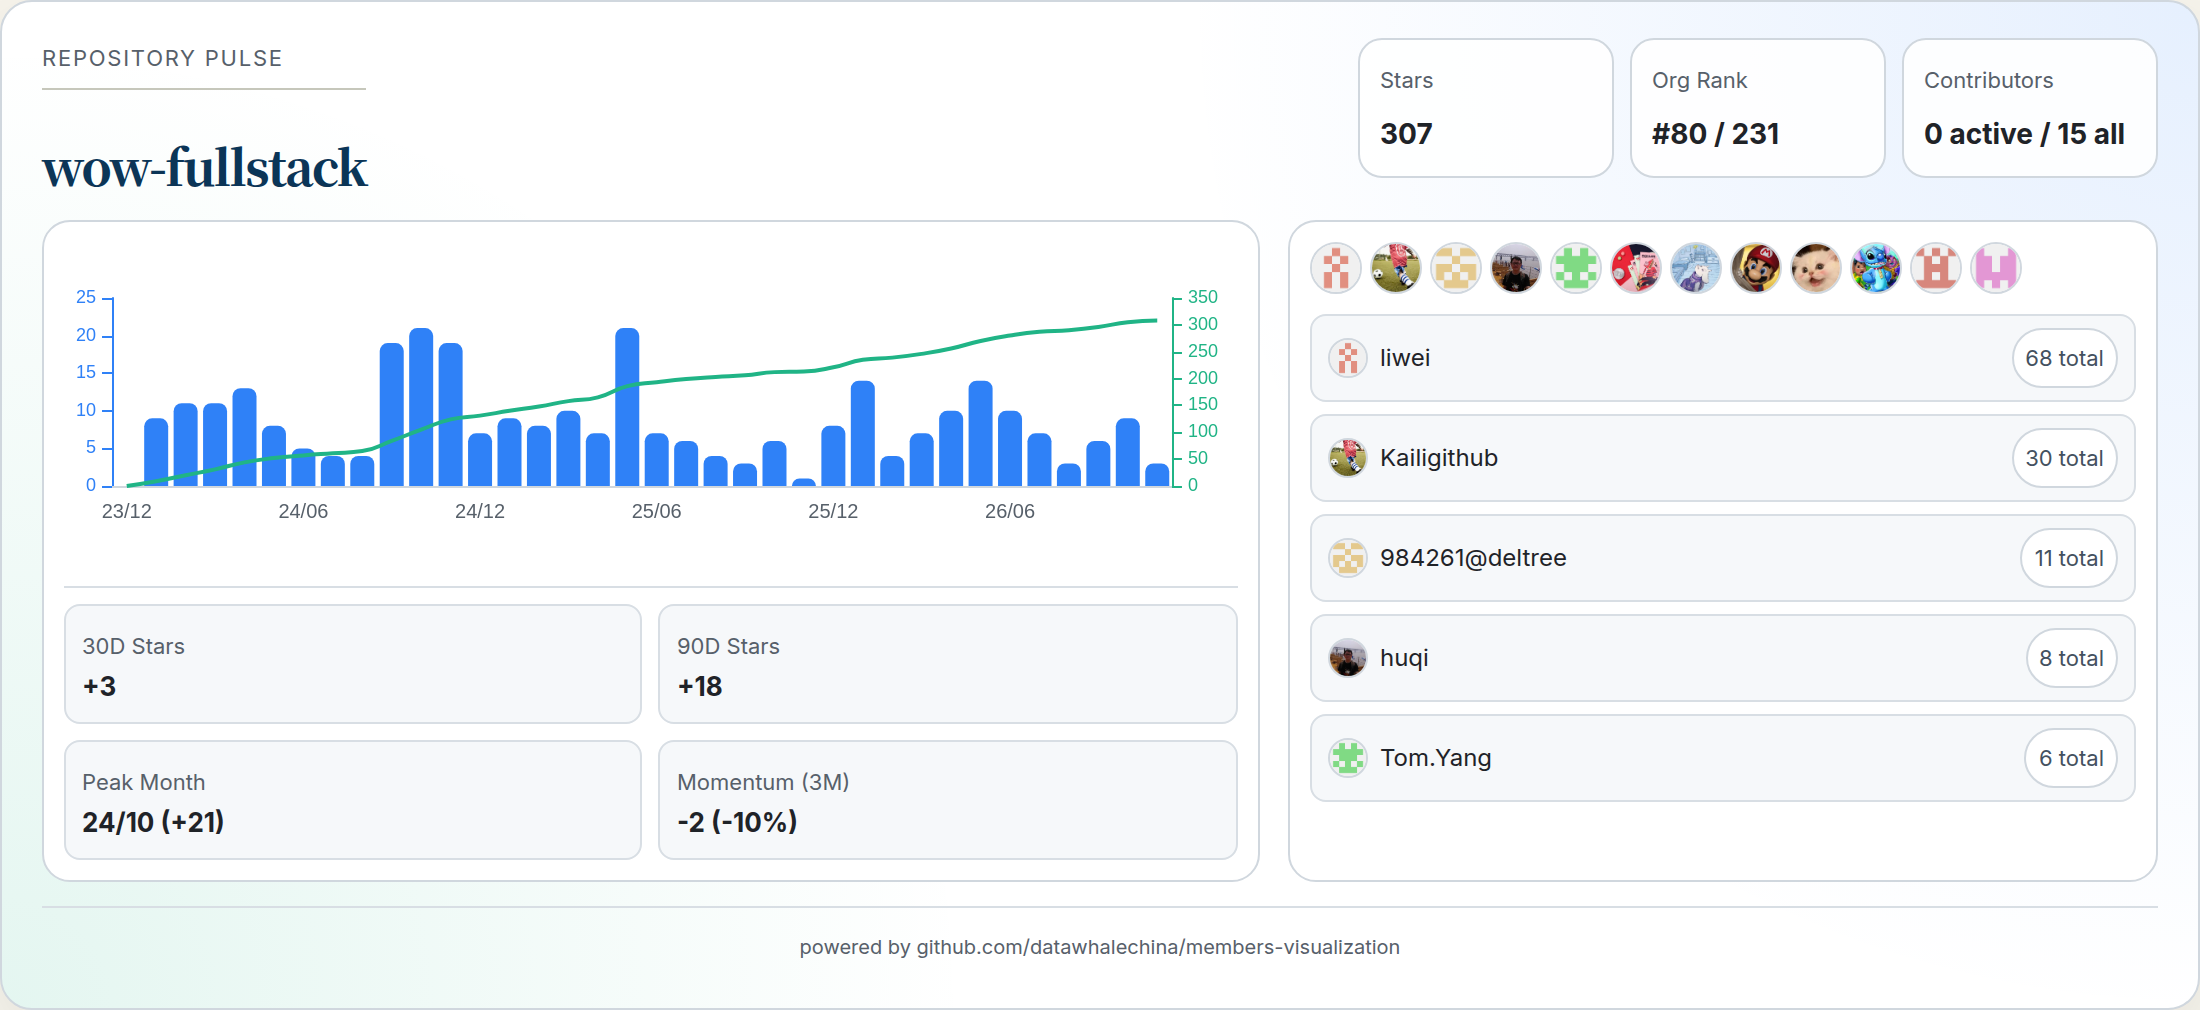 REPOSITORY PULSE
wow-fullstack
Stars
307
Org Rank
#80 / 231
Contributors
0 active / 15 all
25
20
15
10
5
0
350
300
250
200
150
100
50
0
23/12
24/06
24/12
25/06
25/12
26/06
30D Stars
+3
90D Stars
+18
Peak Month
24/10 (+21)
Momentum (3M)
-2 (-10%)
liwei
68 total
Kailigithub
30 total
984261@deltree
11 total
huqi
8 total
Tom.Yang
6 total
powered by github.com/datawhalechina/members-visualization